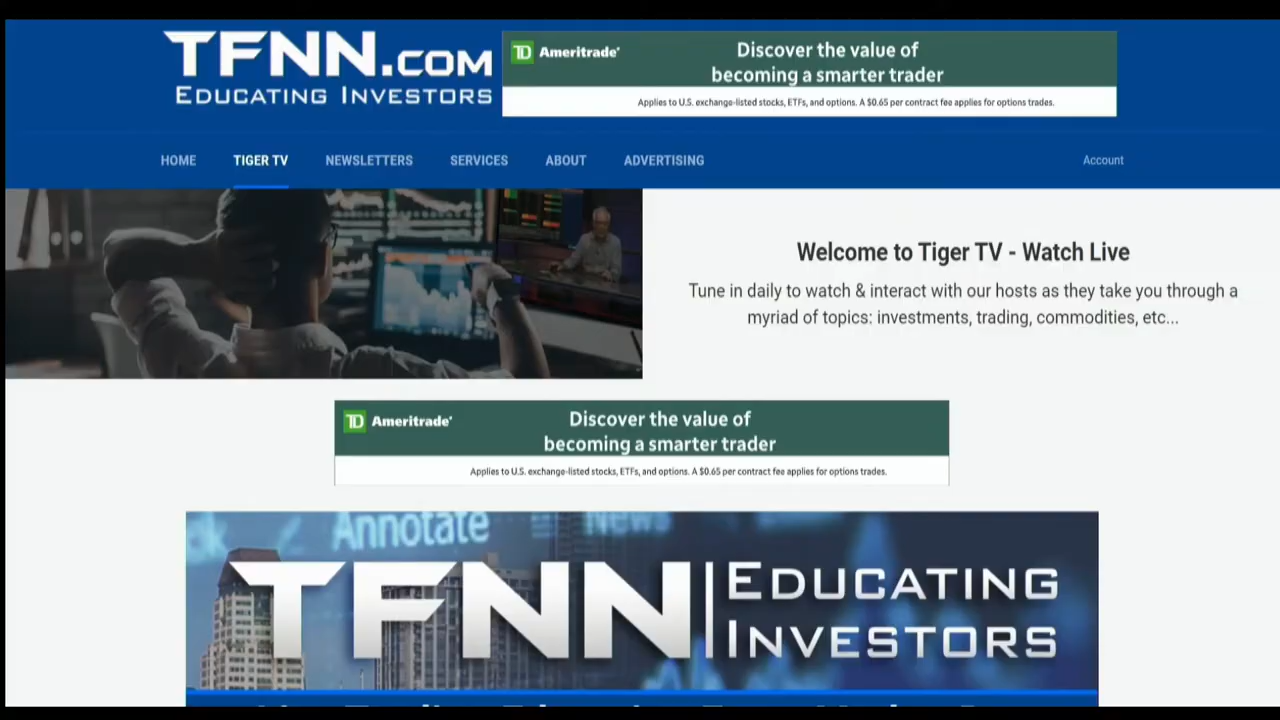 TFNN.COM
EDUCATING INVESTORS
TD Ameritrade
Discover the value of
becoming a smarter trader
Applies to U.S. exchange-listed stocks, ETFs, and options. A $0.65 per contract fee applies for options trades.
HOME TIGER TV NEWSLETTERS SERVICES ABOUT ADVERTISING Account
Welcome to Tiger TV - Watch Live
Tune in daily to watch & interact with our hosts as they take you through a
myriad of topics: investments, trading, commodities, etc...
TD Ameritrade
Discover the value of
becoming a smarter trader
Applies to U.S. exchange-listed stocks, ETFs, and options. A $0.65 per contract fee applies for options trades.
Annotate News
TFNN
EDUCATING
INVESTORS